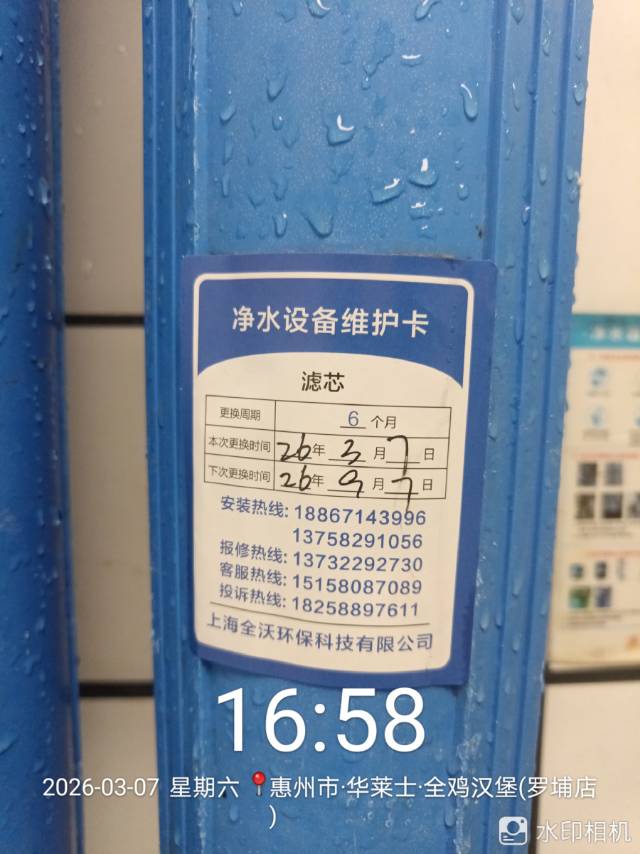 净水设备维护卡
滤芯
更换周期 6 个月
本次更换时间 26年 3 月 7 日
下次更换时间 26年 9 月 7 日
安装热线: 18867143996
13758291056
报修热线: 13732292730
客服热线: 15158087089
投诉热线: 18258897611
上海全沃环保科技有限公司
16:58
2026-03-07 星期六 惠州市·华莱士·全鸡汉堡(罗埔店
)
水印相机